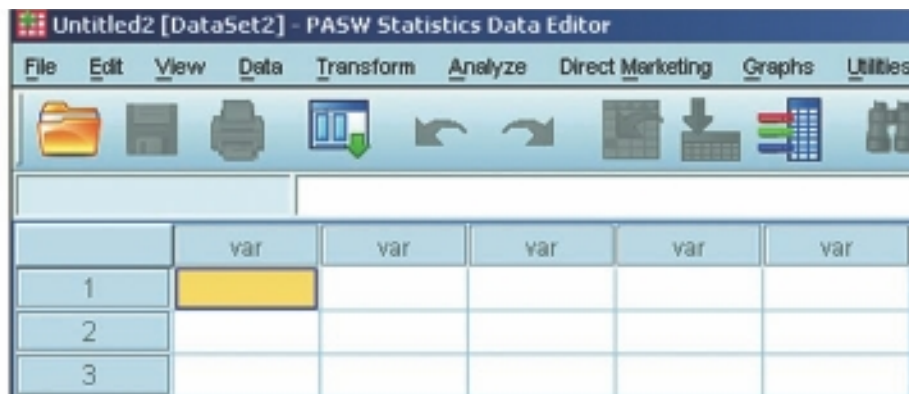 Untitled2 [DataSet2] - PASW Statistics Data Editor
File Edit View Data Transform Analyze Direct Marketing Graphs Utilities
var var var var var
1
2
3